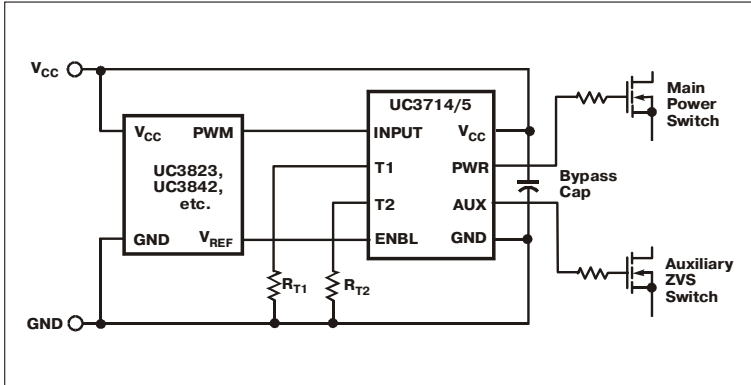 VCC
UC3714/5
Main
Power
Switch
VCC
PWM
INPUT
VCC
UC3823,
UC3842,
etc.
T1
PWR
Bypass
Cap
T2
AUX
GND
VREF
ENBL
GND
RT1
RT2
Auxiliary
ZVS
Switch
GND